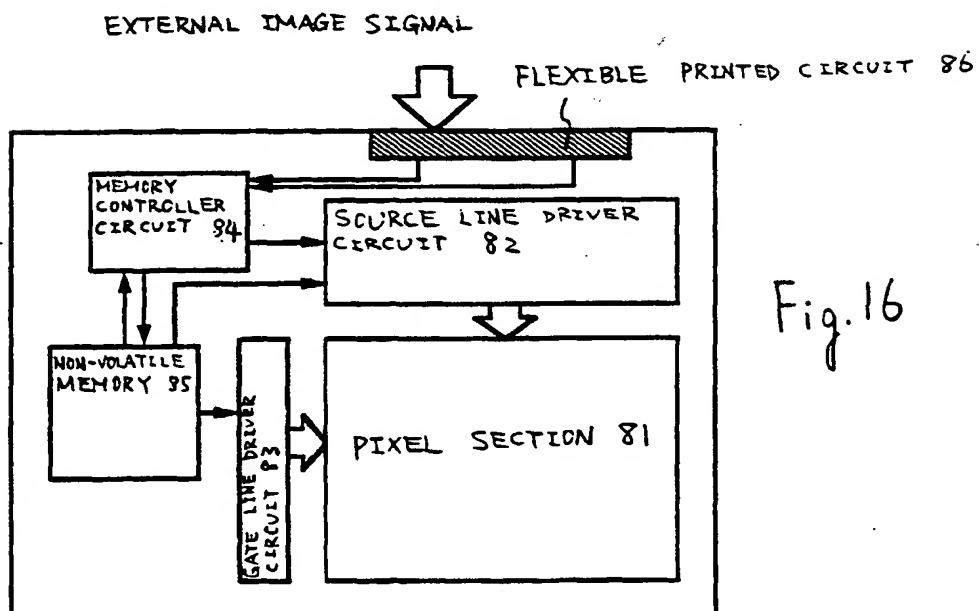 EXTERNAL IMAGE SIGNAL
FLEXIBLE PRINTED CIRCUIT 86
MEMORY
CONTROLLER
CIRCUIT 84
SOURCE LINE DRIVER
CIRCUIT 82
NON-VOLATILE
MEMORY 85
GATE LINE DRIVER
CIRCUIT 83
PIXEL SECTION 81
Fig.16